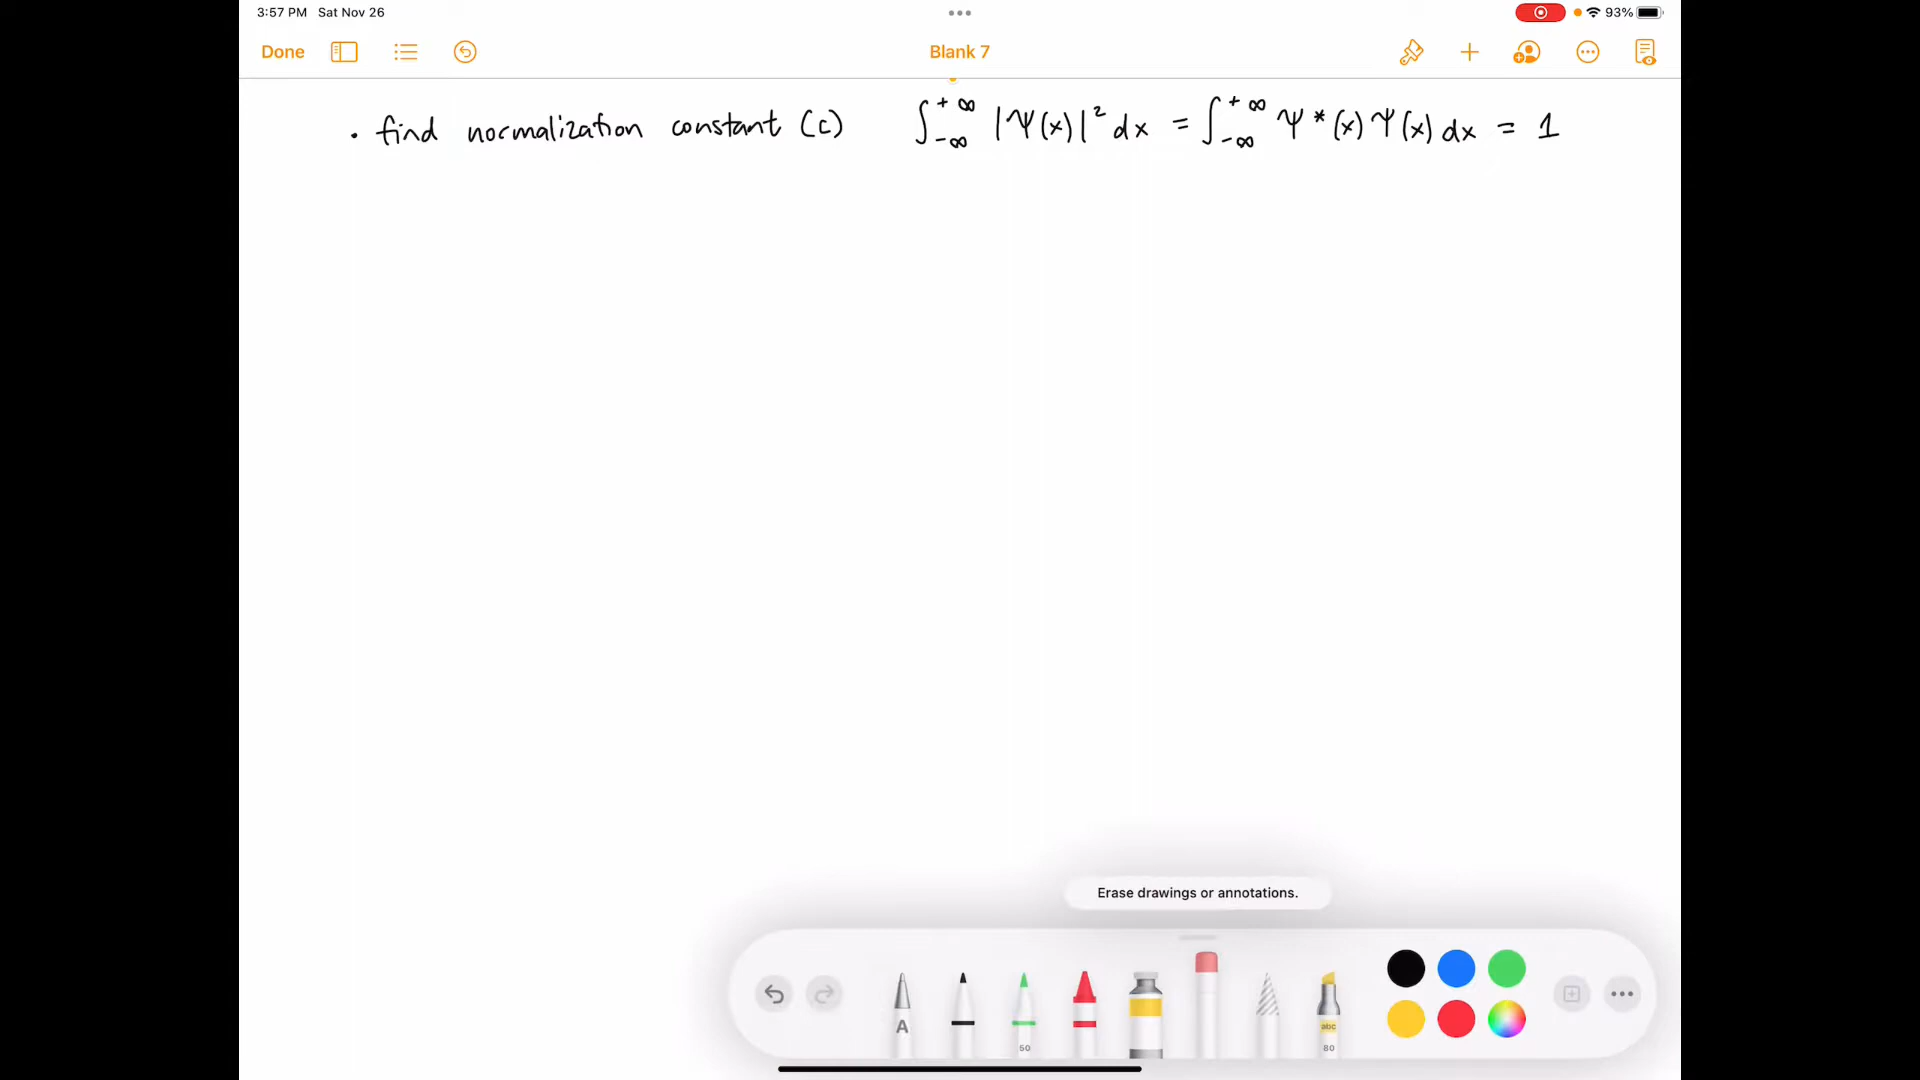 3:57 PM Sat Nov 26
93%
Done
Blank 7
• find normalization constant (c) ∫_{-∞}^{+∞} |Ψ(x)|² dx = ∫_{-∞}^{+∞} Ψ*(x) Ψ(x) dx = 1
Erase drawings or annotations.
A
50
abc
80